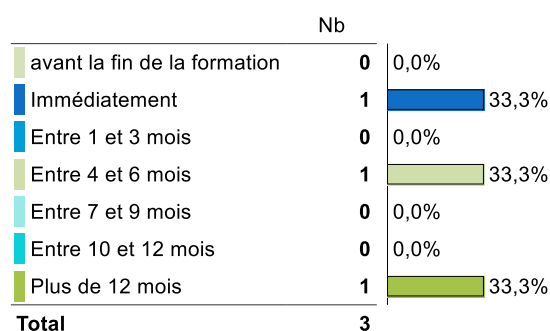 Nb
avant la fin de la formation 0 0,0%
Immédiatement 1 33,3%
Entre 1 et 3 mois 0 0,0%
Entre 4 et 6 mois 1 33,3%
Entre 7 et 9 mois 0 0,0%
Entre 10 et 12 mois 0 0,0%
Plus de 12 mois 1 33,3%
Total 3